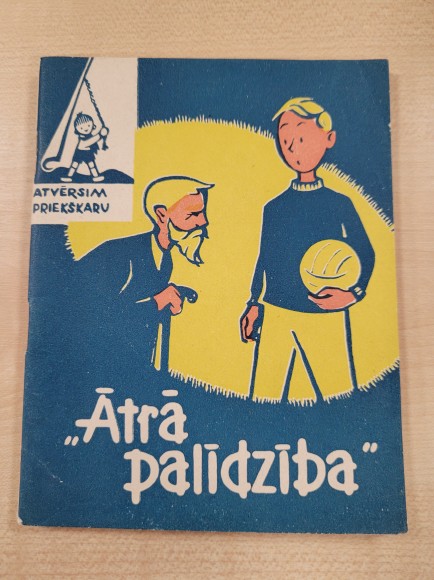 ATVĒRSIM
PRIEKŠKARU
„Ātrā
palīdzība“